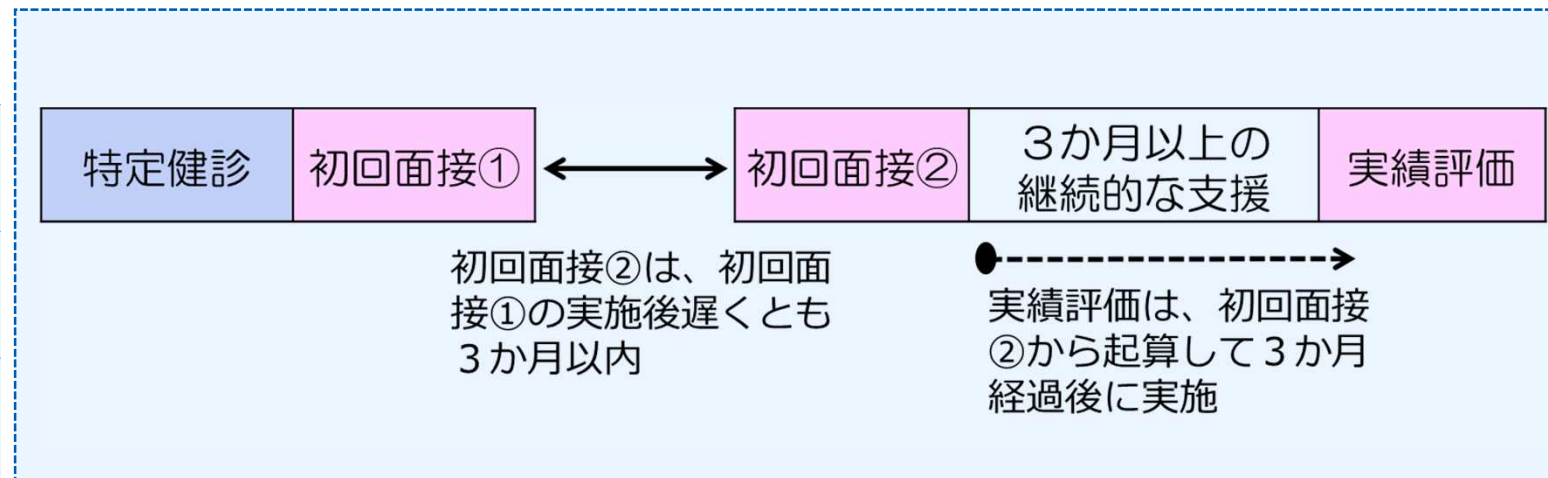 特定健診
初回面接①
初回面接②
３か月以上の
継続的な支援
実績評価
初回面接②は、初回面
接①の実施後遅くとも
３か月以内
実績評価は、初回面接
②から起算して３か月
経過後に実施